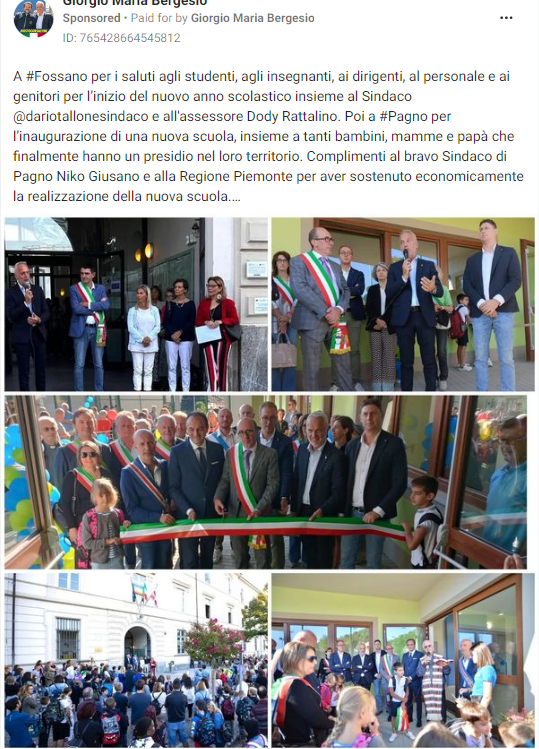 Giorgio Maria Bergesio
Sponsored • Paid for by Giorgio Maria Bergesio
ID: 765428664545812
A #Fossano per i saluti agli studenti, agli insegnanti, ai dirigenti, al personale e ai
genitori per l’inizio del nuovo anno scolastico insieme al Sindaco
@dariotallonesindaco e all'assessore Dody Rattalino. Poi a #Pagno per
l’inaugurazione di una nuova scuola, insieme a tanti bambini, mamme e papà che
finalmente hanno un presidio nel loro territorio. Complimenti al bravo Sindaco di
Pagno Niko Giusano e alla Regione Piemonte per aver sostenuto economicamente
la realizzazione della nuova scuola....